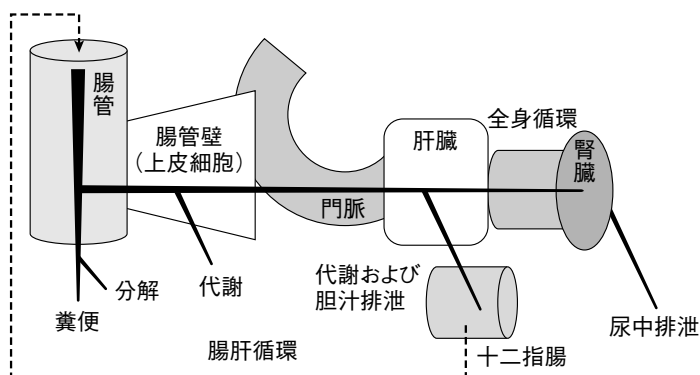 腸管
腸管壁
（上皮細胞）
門脈
肝臓
全身循環
腎臓
分解
糞便
代謝
代謝および
胆汁排泄
十二指腸
尿中排泄
腸肝循環